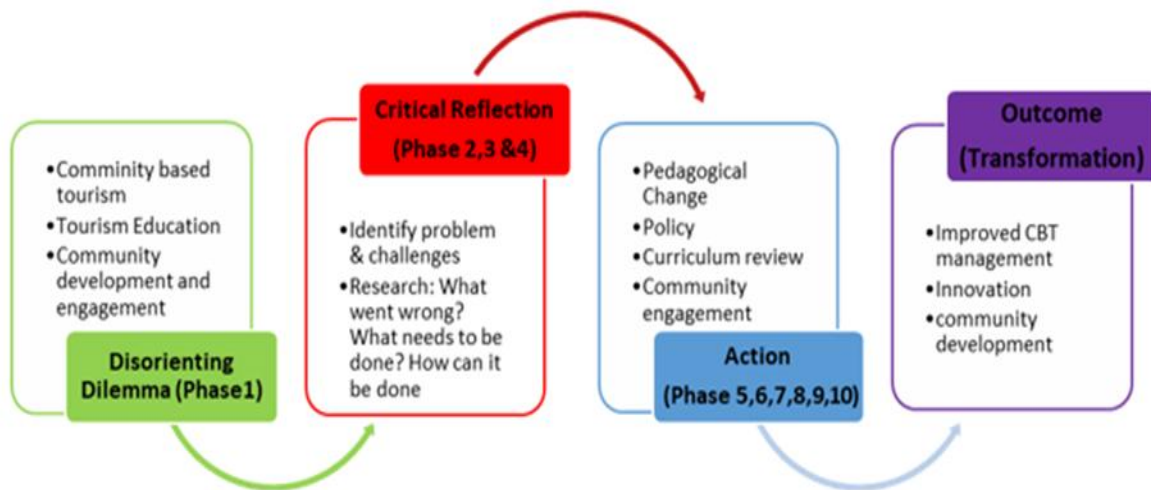 •Comminity based
tourism
•Tourism Education
•Community
development and
engagement
Disorienting
Dilemma (Phase1)
Critical Reflection
(Phase 2,3 &4)
•Identify problem
& challenges
•Research: What
went wrong?
What needs to be
done? How can it
be done
•Pedagogical
Change
•Policy
•Curriculum review
•Community
engagement
Action
(Phase 5,6,7,8,9,10)
Outcome
(Transformation)
•Improved CBT
management
•Innovation
•community
development